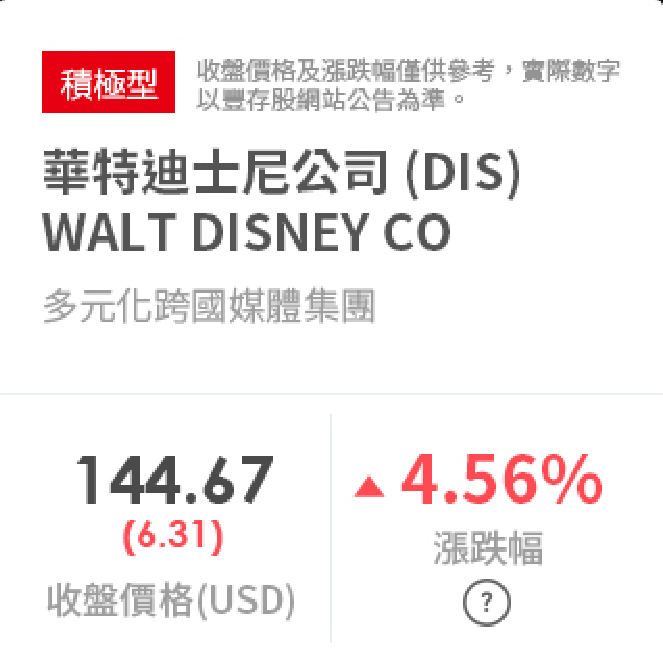 積極型
收盤價格及漲跌幅僅供參考，實際數字
以豐存股網站公告為準。
華特迪士尼公司 (DIS)
WALT DISNEY CO
多元化跨國媒體集團
144.67
(6.31)
收盤價格(USD)
▲ 4.56%
漲跌幅
?